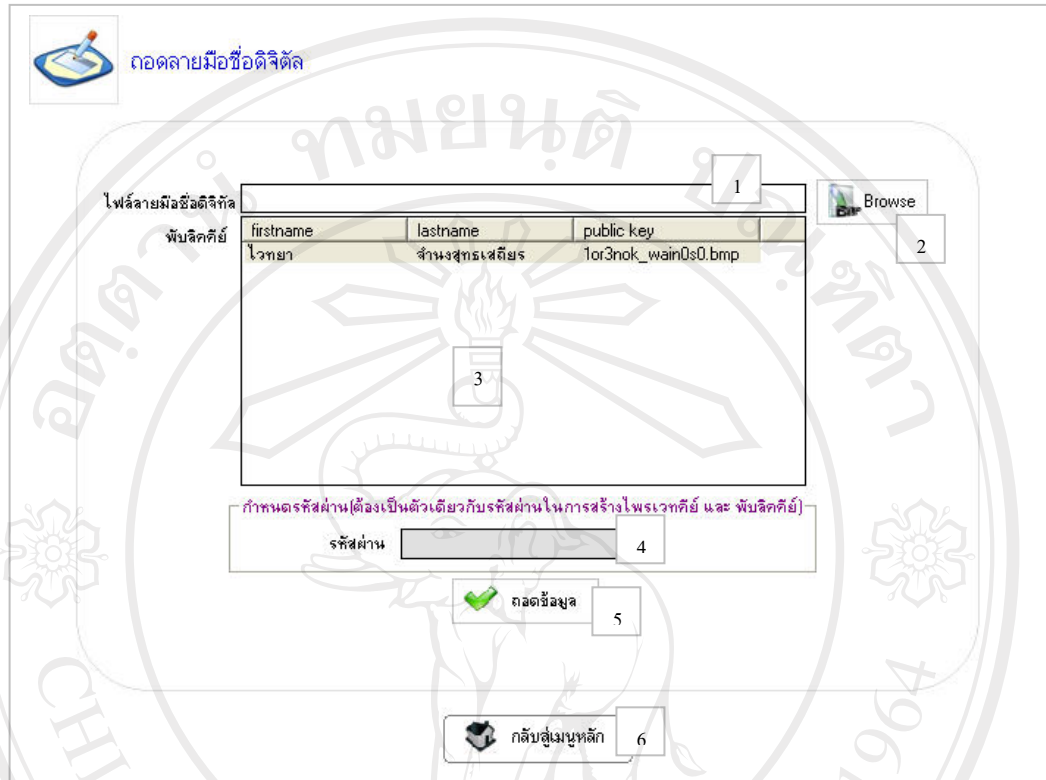 ถอดลายมือชื่อดิจิตัล
ไฟล์ลายมือชื่อดิจิทัล 1 Browse
2
พับลิคคีย์ firstname lastname public key
ไวทยา จำนงสุทธเสถียร 1or3nok_wain0s0.bmp
3
กำหนดรหัสผ่าน(ต้องเป็นตัวเดียวกับรหัสผ่านในการสร้างไพรเวทคีย์ และ พับลิคคีย์)
รหัสผ่าน 4
ถอดข้อมูล 5
กลับสู่เมนูหลัก 6
1964